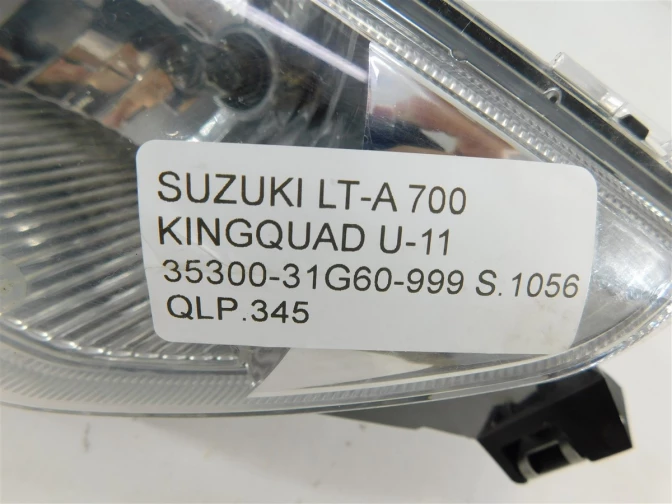 SUZUKI LT-A 700
KINGQUAD U-11
35300-31G60-999 S.1056
QLP.345